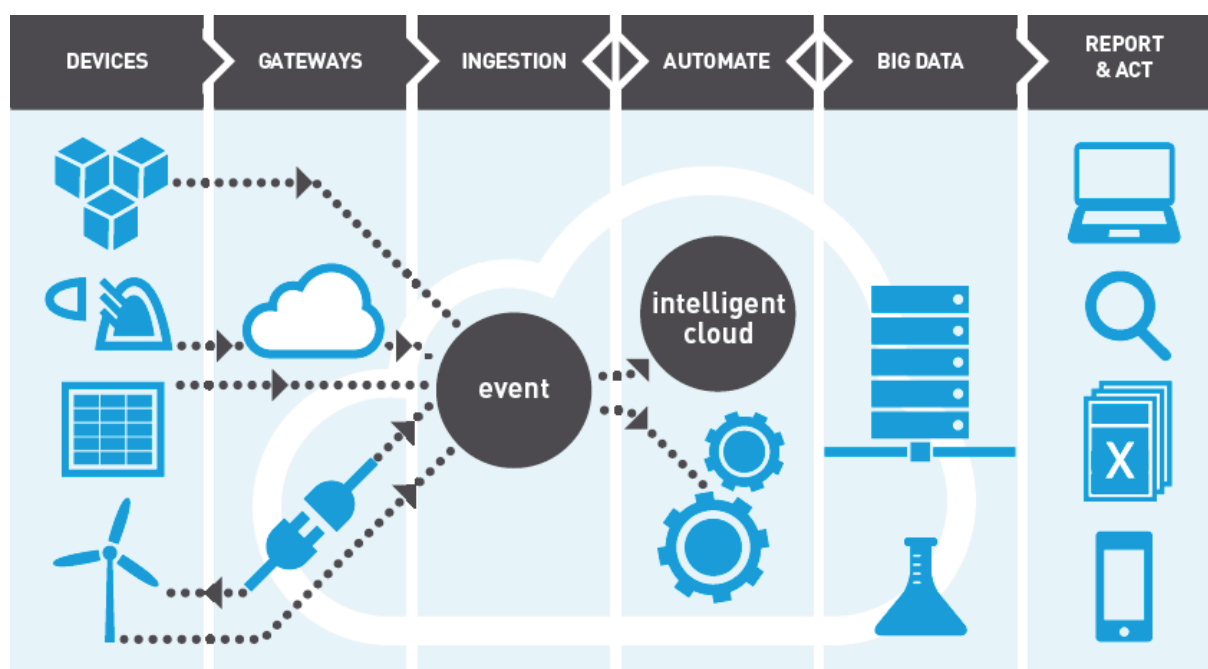 DEVICES
GATEWAYS
INGESTION
AUTOMATE
BIG DATA
REPORT
& ACT
intelligent
cloud
event
X